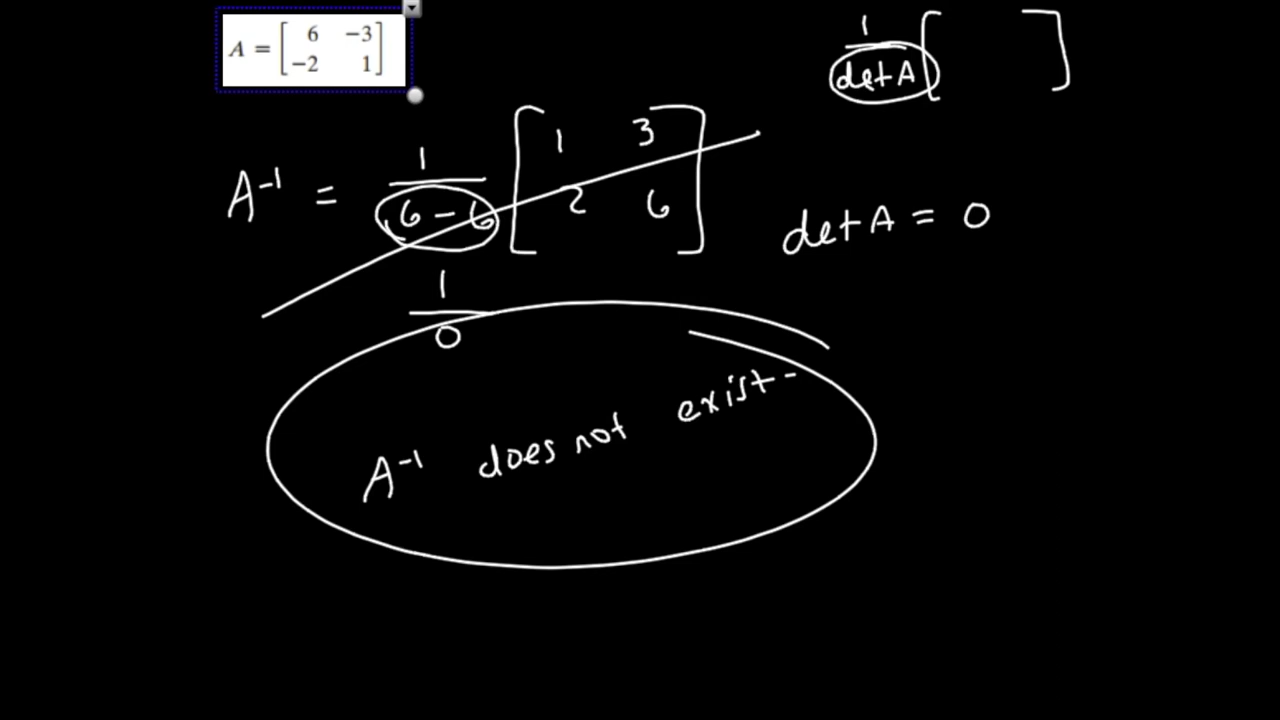 A = [ 6 −3
−2 1 ]
1
det A [ ]
A⁻¹ = 1
6 − 6 [ 1 3
2 6 ]
det A = 0
1
0
A⁻¹ does not exist -